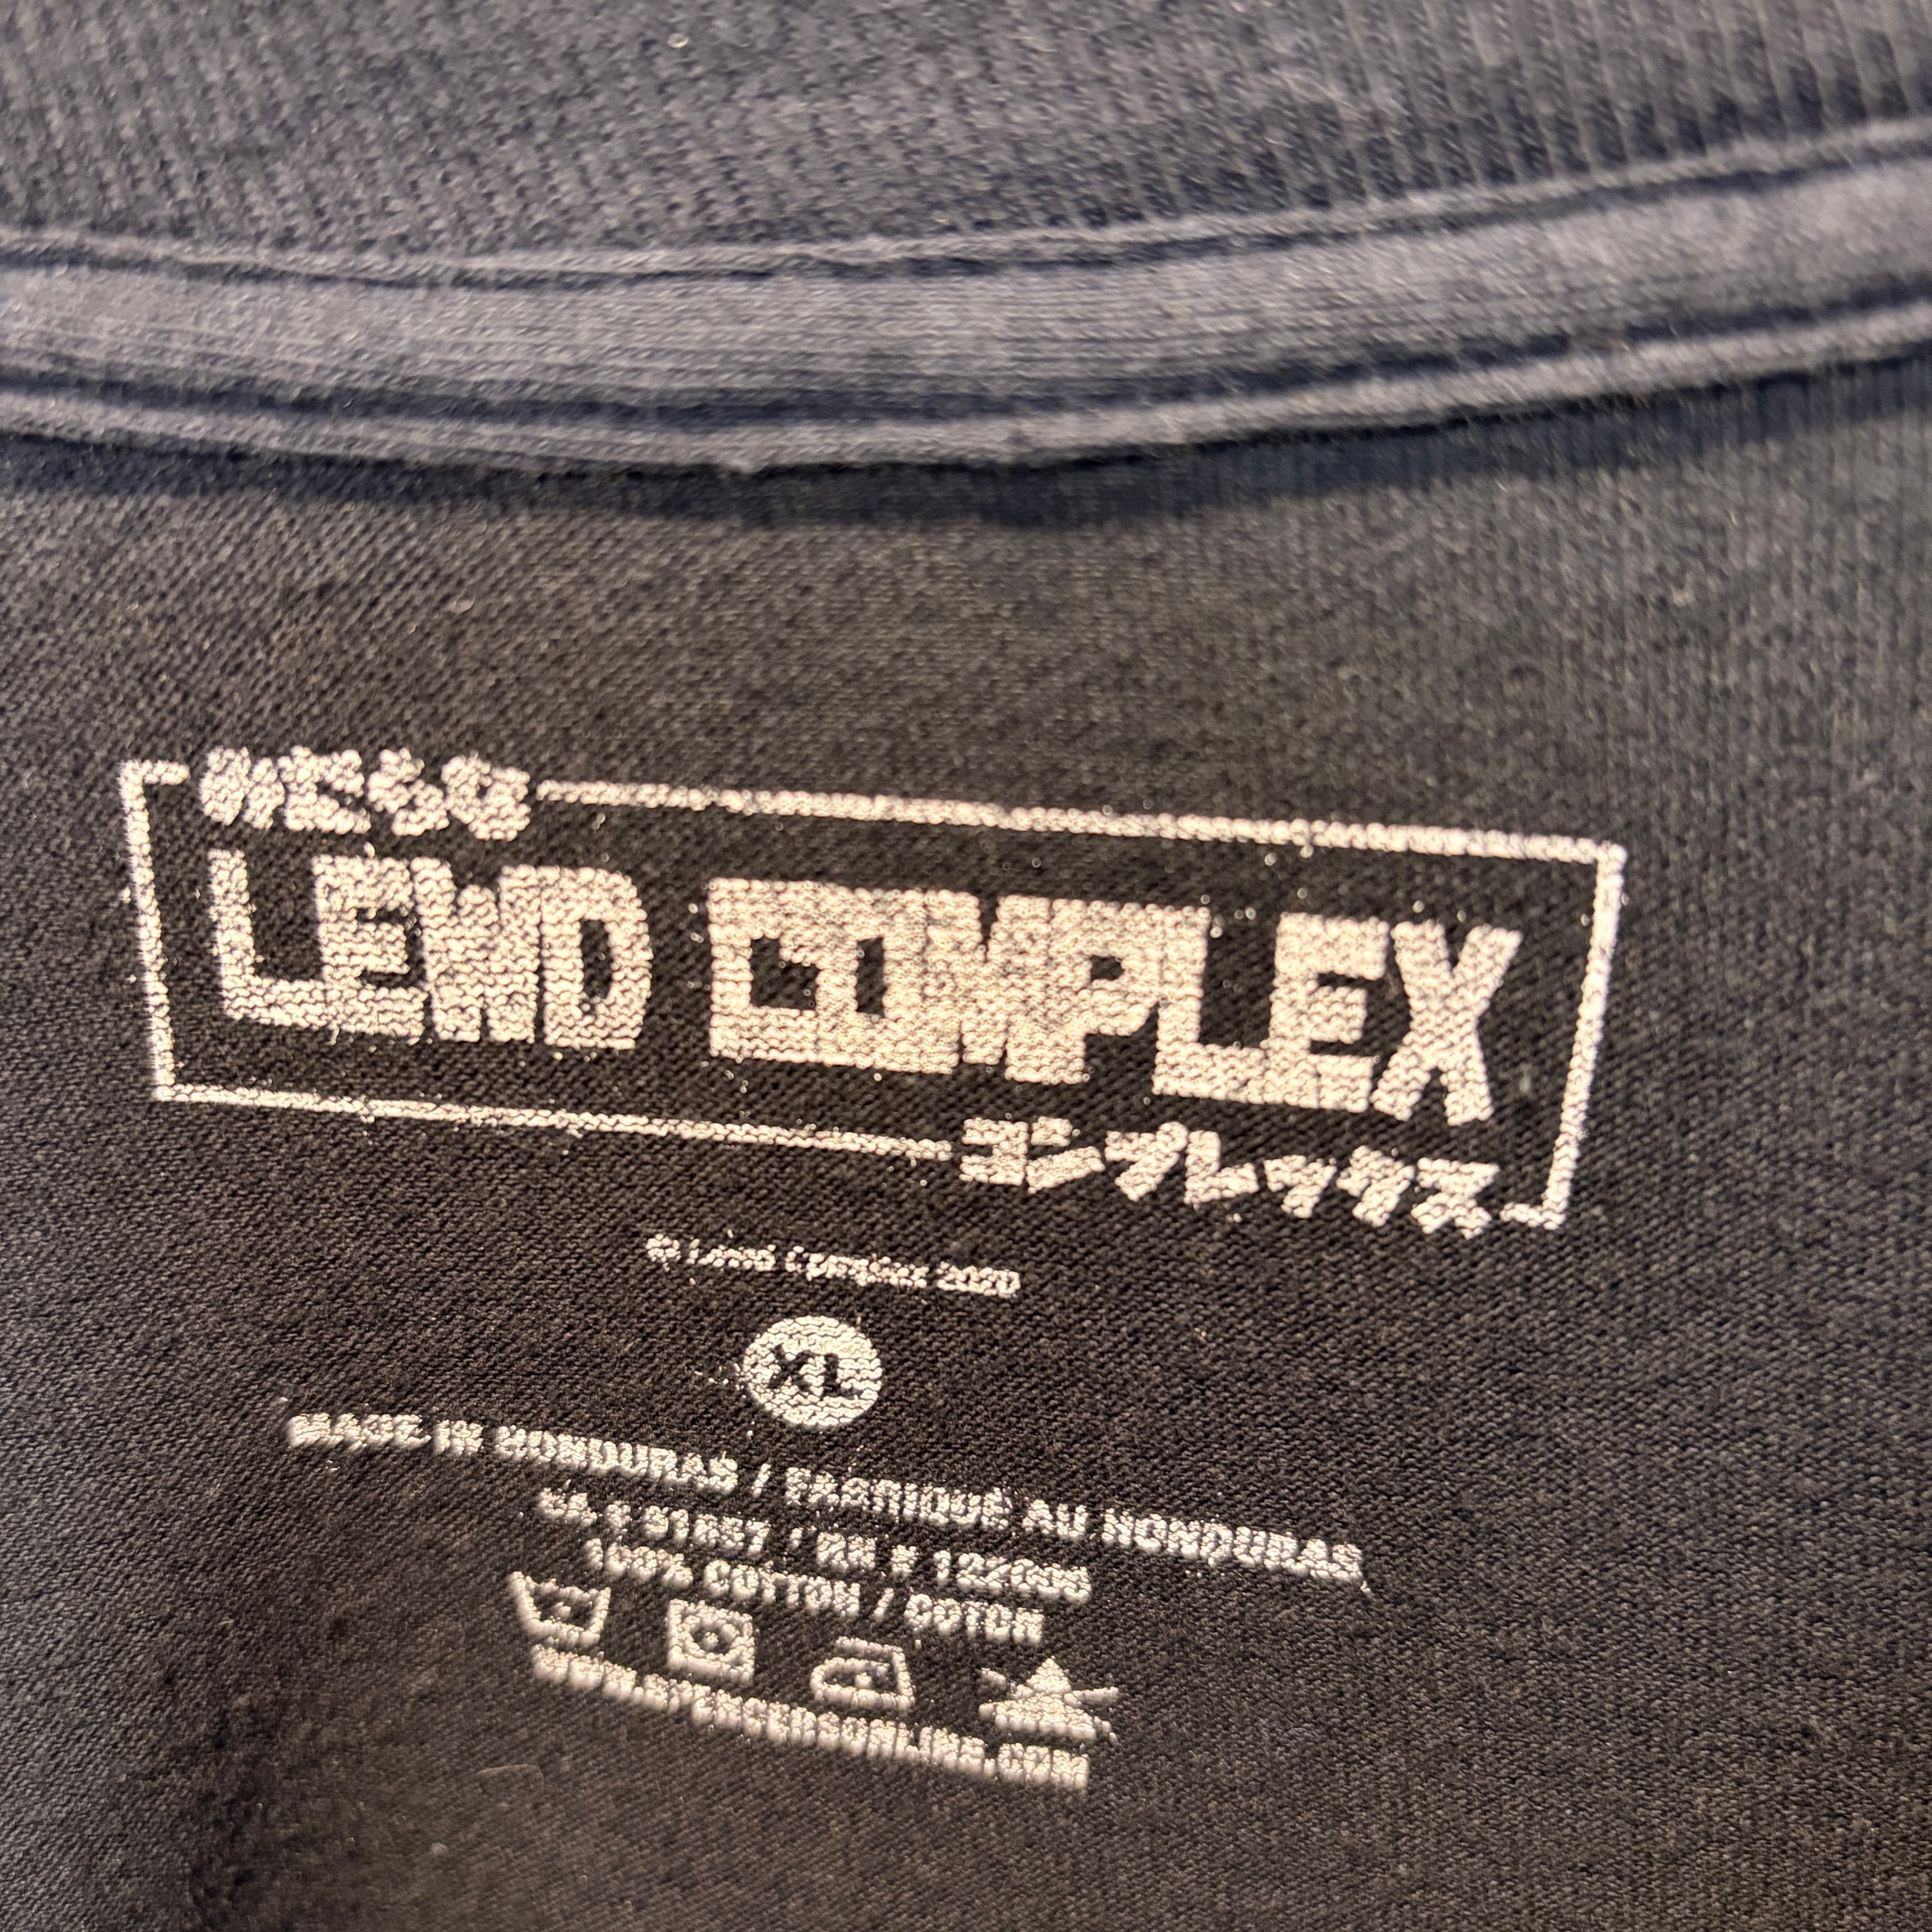 みだらな
LEWD COMPLEX
コンプレックス
© Lewd Complex 2020
XL
MADE IN HONDURAS / FABRIQUÉ AU HONDURAS
/ RN #
100% COTTON / COTON